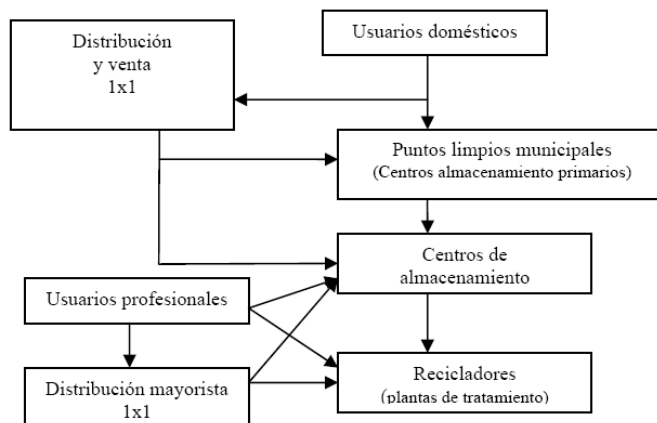 Distribución
y venta
1x1
Usuarios domésticos
Puntos limpios municipales
(Centros almacenamiento primarios)
Centros de
almacenamiento
Usuarios profesionales
Distribución mayorista
1x1
Recicladores
(plantas de tratamiento)